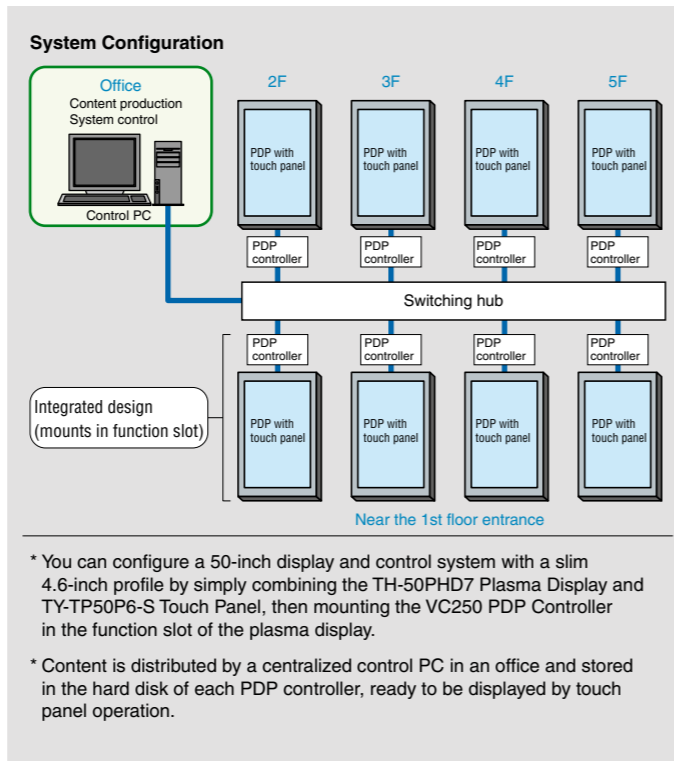 System Configuration
Office
Content production
System control
Control PC
2F
3F
4F
5F
PDP with
touch panel
PDP with
touch panel
PDP with
touch panel
PDP with
touch panel
PDP
controller
PDP
controller
PDP
controller
PDP
controller
Switching hub
PDP
controller
PDP
controller
PDP
controller
PDP
controller
Integrated design
(mounts in function slot)
PDP with
touch panel
PDP with
touch panel
PDP with
touch panel
PDP with
touch panel
Near the 1st floor entrance
* You can configure a 50-inch display and control system with a slim
4.6-inch profile by simply combining the TH-50PHD7 Plasma Display and
TY-TP50P6-S Touch Panel, then mounting the VC250 PDP Controller
in the function slot of the plasma display.
* Content is distributed by a centralized control PC in an office and stored
in the hard disk of each PDP controller, ready to be displayed by touch
panel operation.